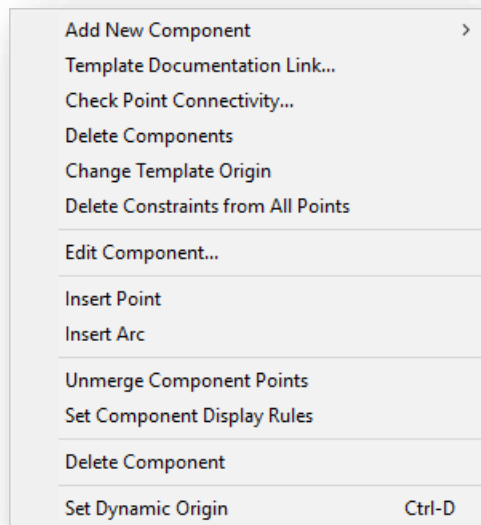 Add New Component
Template Documentation Link...
Check Point Connectivity...
Delete Components
Change Template Origin
Delete Constraints from All Points
Edit Component...
Insert Point
Insert Arc
Unmerge Component Points
Set Component Display Rules
Delete Component
Set Dynamic Origin Ctrl-D